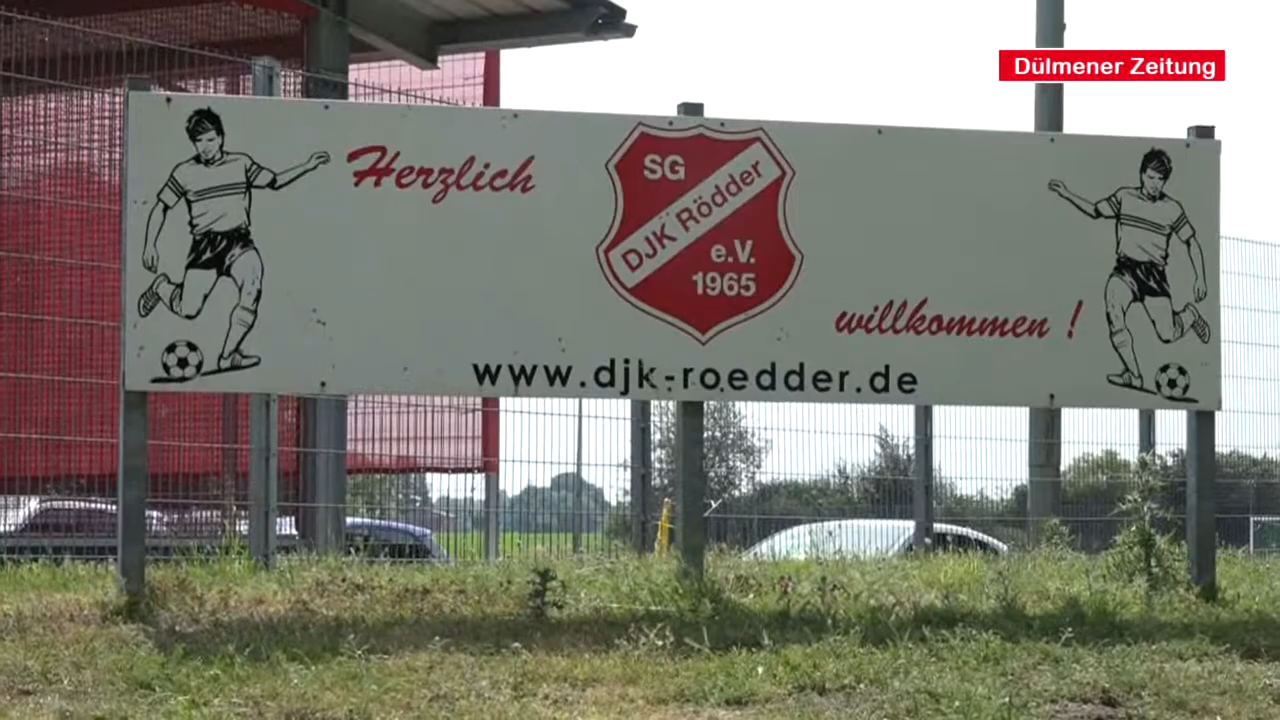 Dülmener Zeitung
Herzlich
SG
DJK Rödder
e.V.
1965
willkommen !
www.djk-roedder.de